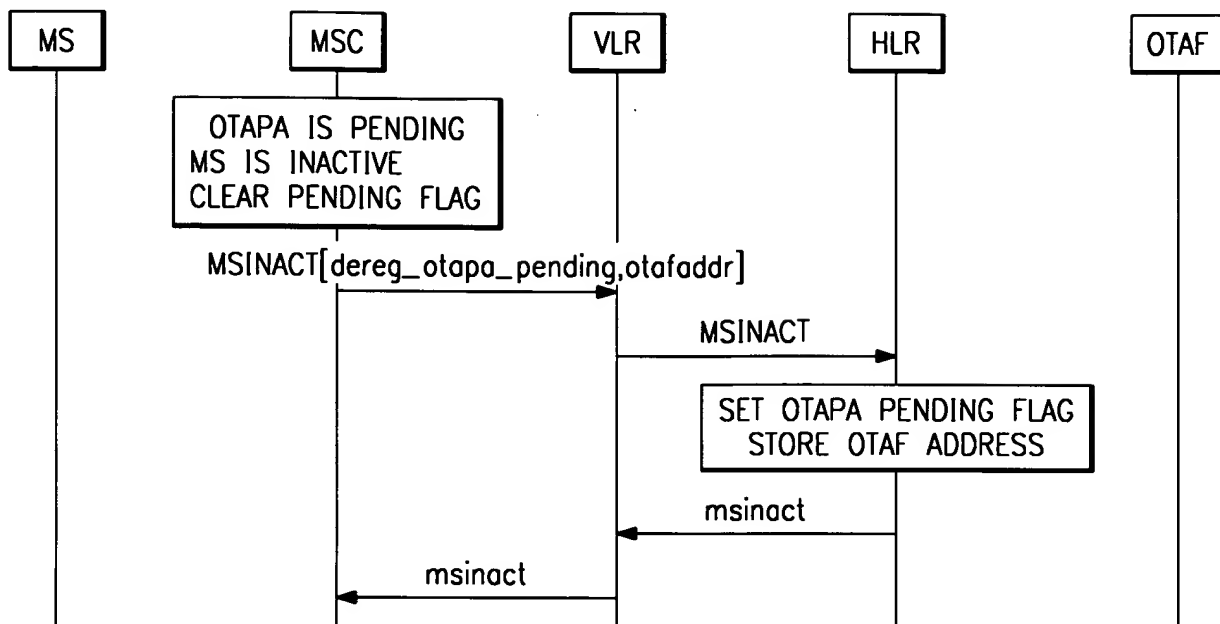 MS
MSC
VLR
HLR
OTAF
OTAPA IS PENDING
MS IS INACTIVE
CLEAR PENDING FLAG
MSINACT[dereg_otapa_pending,otafaddr]
MSINACT
SET OTAPA PENDING FLAG
STORE OTAF ADDRESS
msinact
msinact